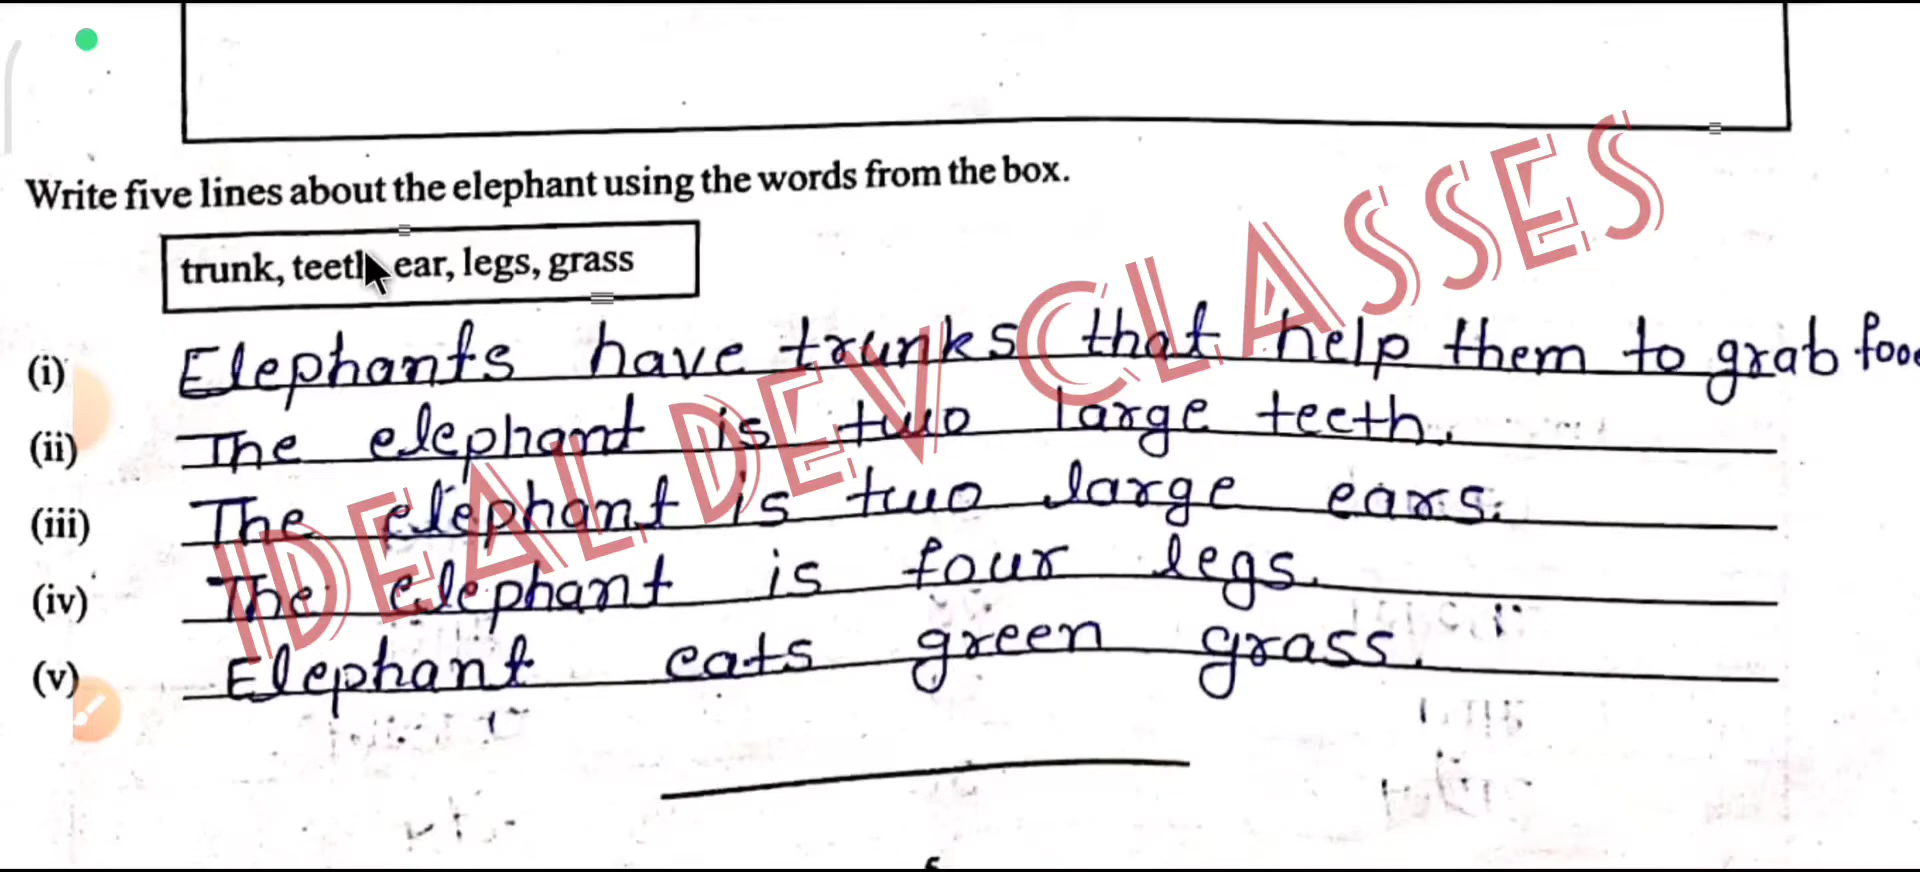 Write five lines about the elephant using the words from the box.
trunk, teeth ear, legs, grass
(i) Elephants have trunks that help them to grab food
(ii) The elephant is two large teeth.
(iii) The elephant is two large ears.
(iv) The elephant is four legs.
(v) Elephant eats green grass.
IDEAL DEV CLASSES